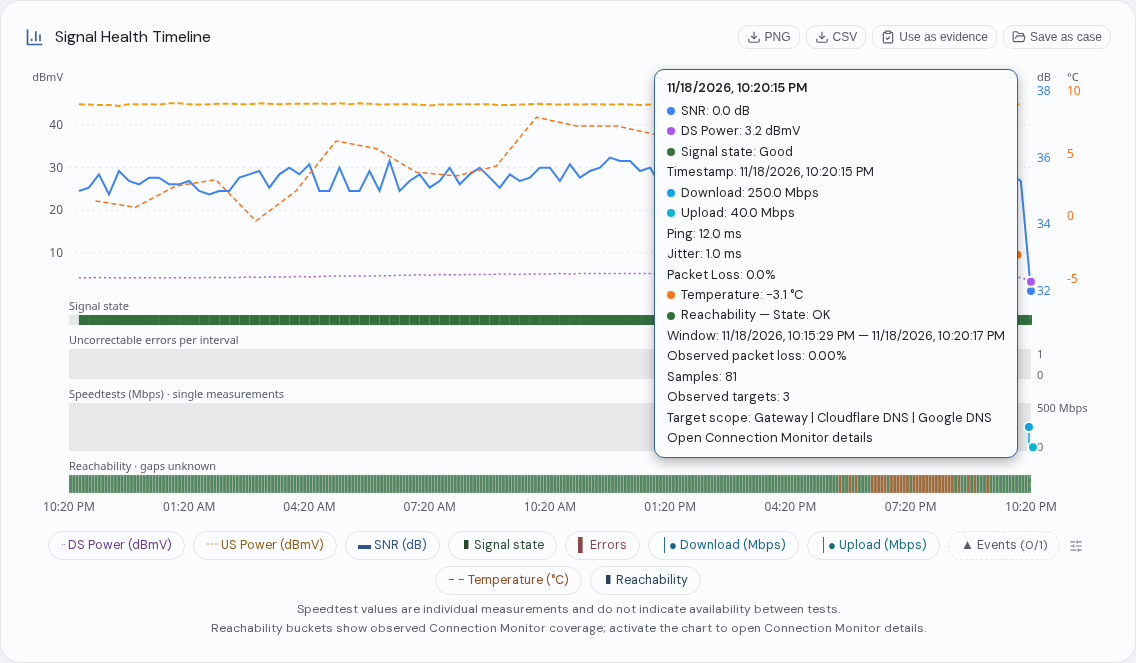 Signal Health Timeline
PNG
CSV
Use as evidence
Save as case
dBmV
dB
°C
38
10
40
30
20
10
36
5
34
0
32
-5
11/18/2026, 10:20:15 PM
SNR: 0.0 dB
DS Power: 3.2 dBmV
Signal state: Good
Timestamp: 11/18/2026, 10:20:15 PM
Download: 250.0 Mbps
Upload: 40.0 Mbps
Ping: 12.0 ms
Jitter: 1.0 ms
Packet Loss: 0.0%
Temperature: -3.1 °C
Reachability — State: OK
Window: 11/18/2026, 10:15:29 PM — 11/18/2026, 10:20:17 PM
Observed packet loss: 0.00%
Samples: 81
Observed targets: 3
Target scope: Gateway | Cloudflare DNS | Google DNS
Open Connection Monitor details
Signal state
Uncorrectable errors per interval
1
0
Speedtests (Mbps) · single measurements
500 Mbps
0
Reachability · gaps unknown
10:20 PM 01:20 AM 04:20 AM 07:20 AM 10:20 AM 01:20 PM 04:20 PM 07:20 PM 10:20 PM
DS Power (dBmV)
US Power (dBmV)
SNR (dB)
Signal state
Errors
Download (Mbps)
Upload (Mbps)
▲ Events (0/1)
Temperature (°C)
Reachability
Speedtest values are individual measurements and do not indicate availability between tests.
Reachability buckets show observed Connection Monitor coverage; activate the chart to open Connection Monitor details.